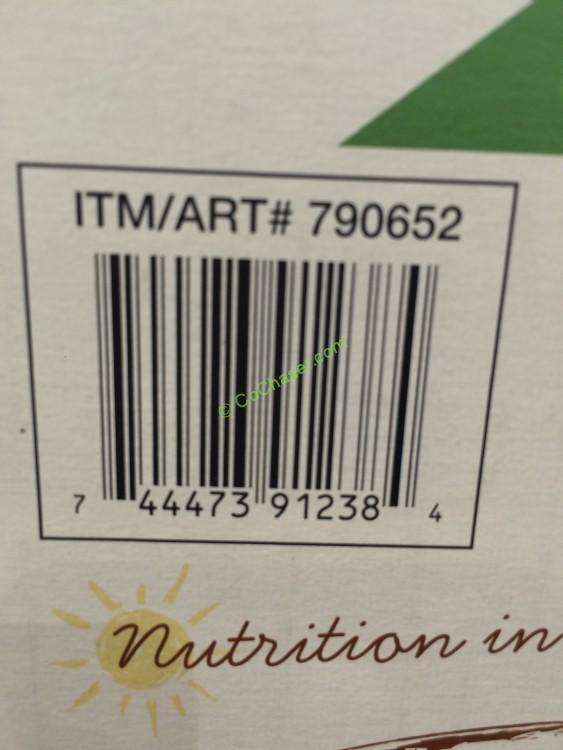 ITM/ART# 790652
© CoChaser.com
7 44473 91238 4
Nutrition in